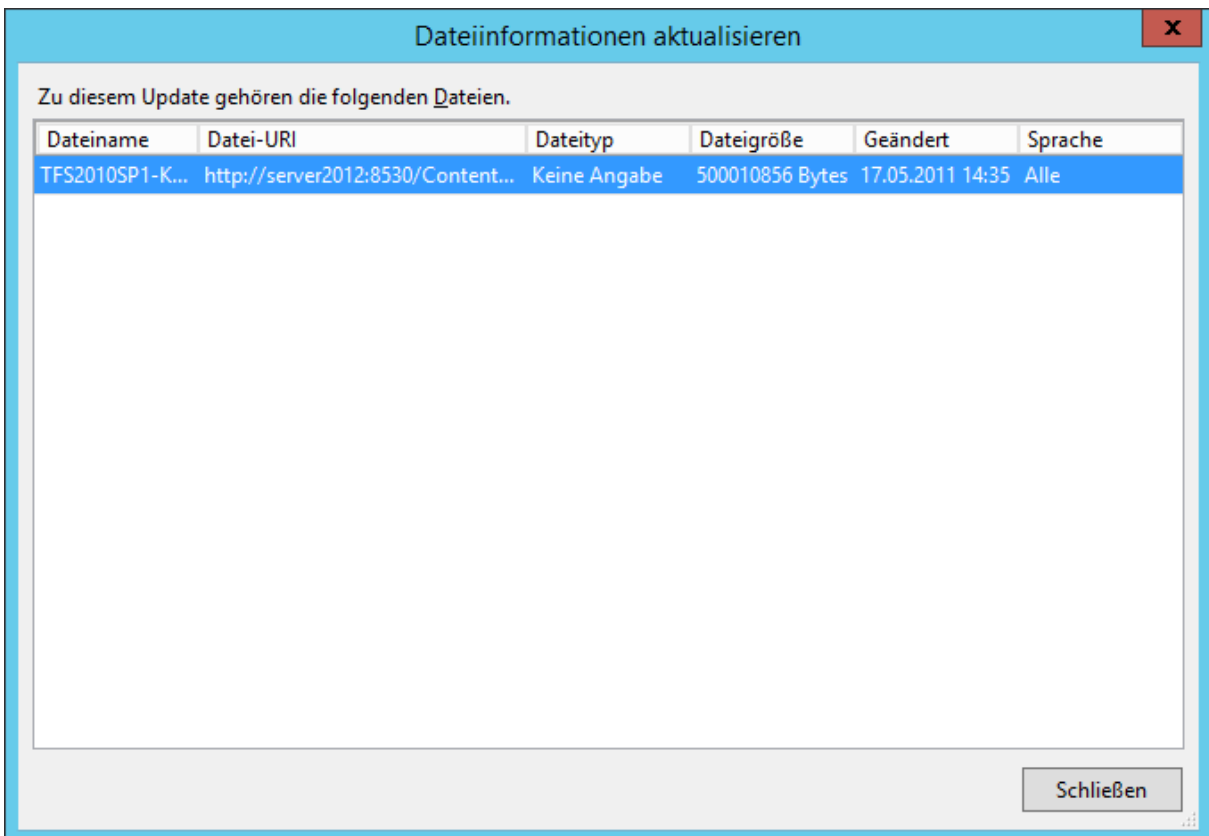 Dateiinformationen aktualisieren
x
Zu diesem Update gehören die folgenden Dateien.
Dateiname Datei-URI Dateityp Dateigröße Geändert Sprache
TFS2010SP1-K... http://server2012:8530/Content... Keine Angabe 500010856 Bytes 17.05.2011 14:35 Alle
Schließen